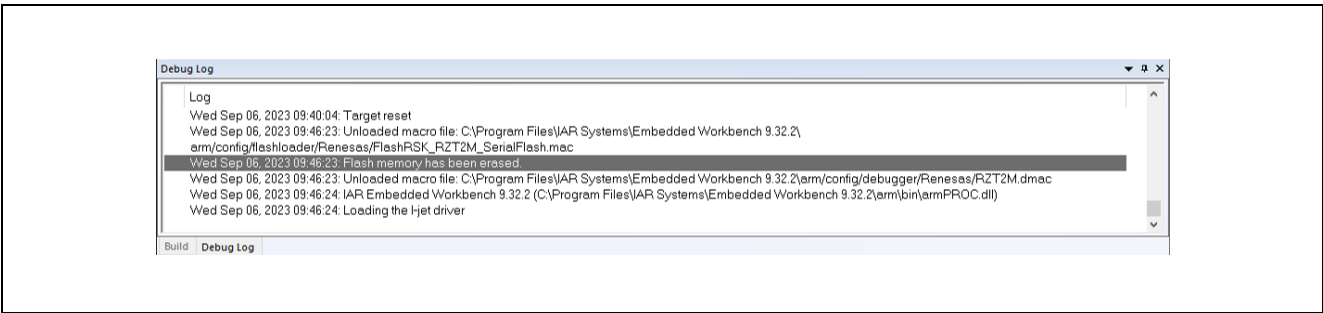 Debug Log
Log
Wed Sep 06, 2023 09:40:04: Target reset
Wed Sep 06, 2023 09:46:23: Unloaded macro file: C:\Program Files\IAR Systems\Embedded Workbench 9.32.2\
arm/config/flashloader/Renesas/FlashRSK_RZT2M_SerialFlash.mac
Wed Sep 06, 2023 09:46:23: Flash memory has been erased.
Wed Sep 06, 2023 09:46:23: Unloaded macro file: C:\Program Files\IAR Systems\Embedded Workbench 9.32.2\arm/config/debugger/Renesas/RZT2M.dmac
Wed Sep 06, 2023 09:46:24: IAR Embedded Workbench 9.32.2 (C:\Program Files\IAR Systems\Embedded Workbench 9.32.2\arm\bin\armPROC.dll)
Wed Sep 06, 2023 09:46:24: Loading the I-jet driver
Build Debug Log